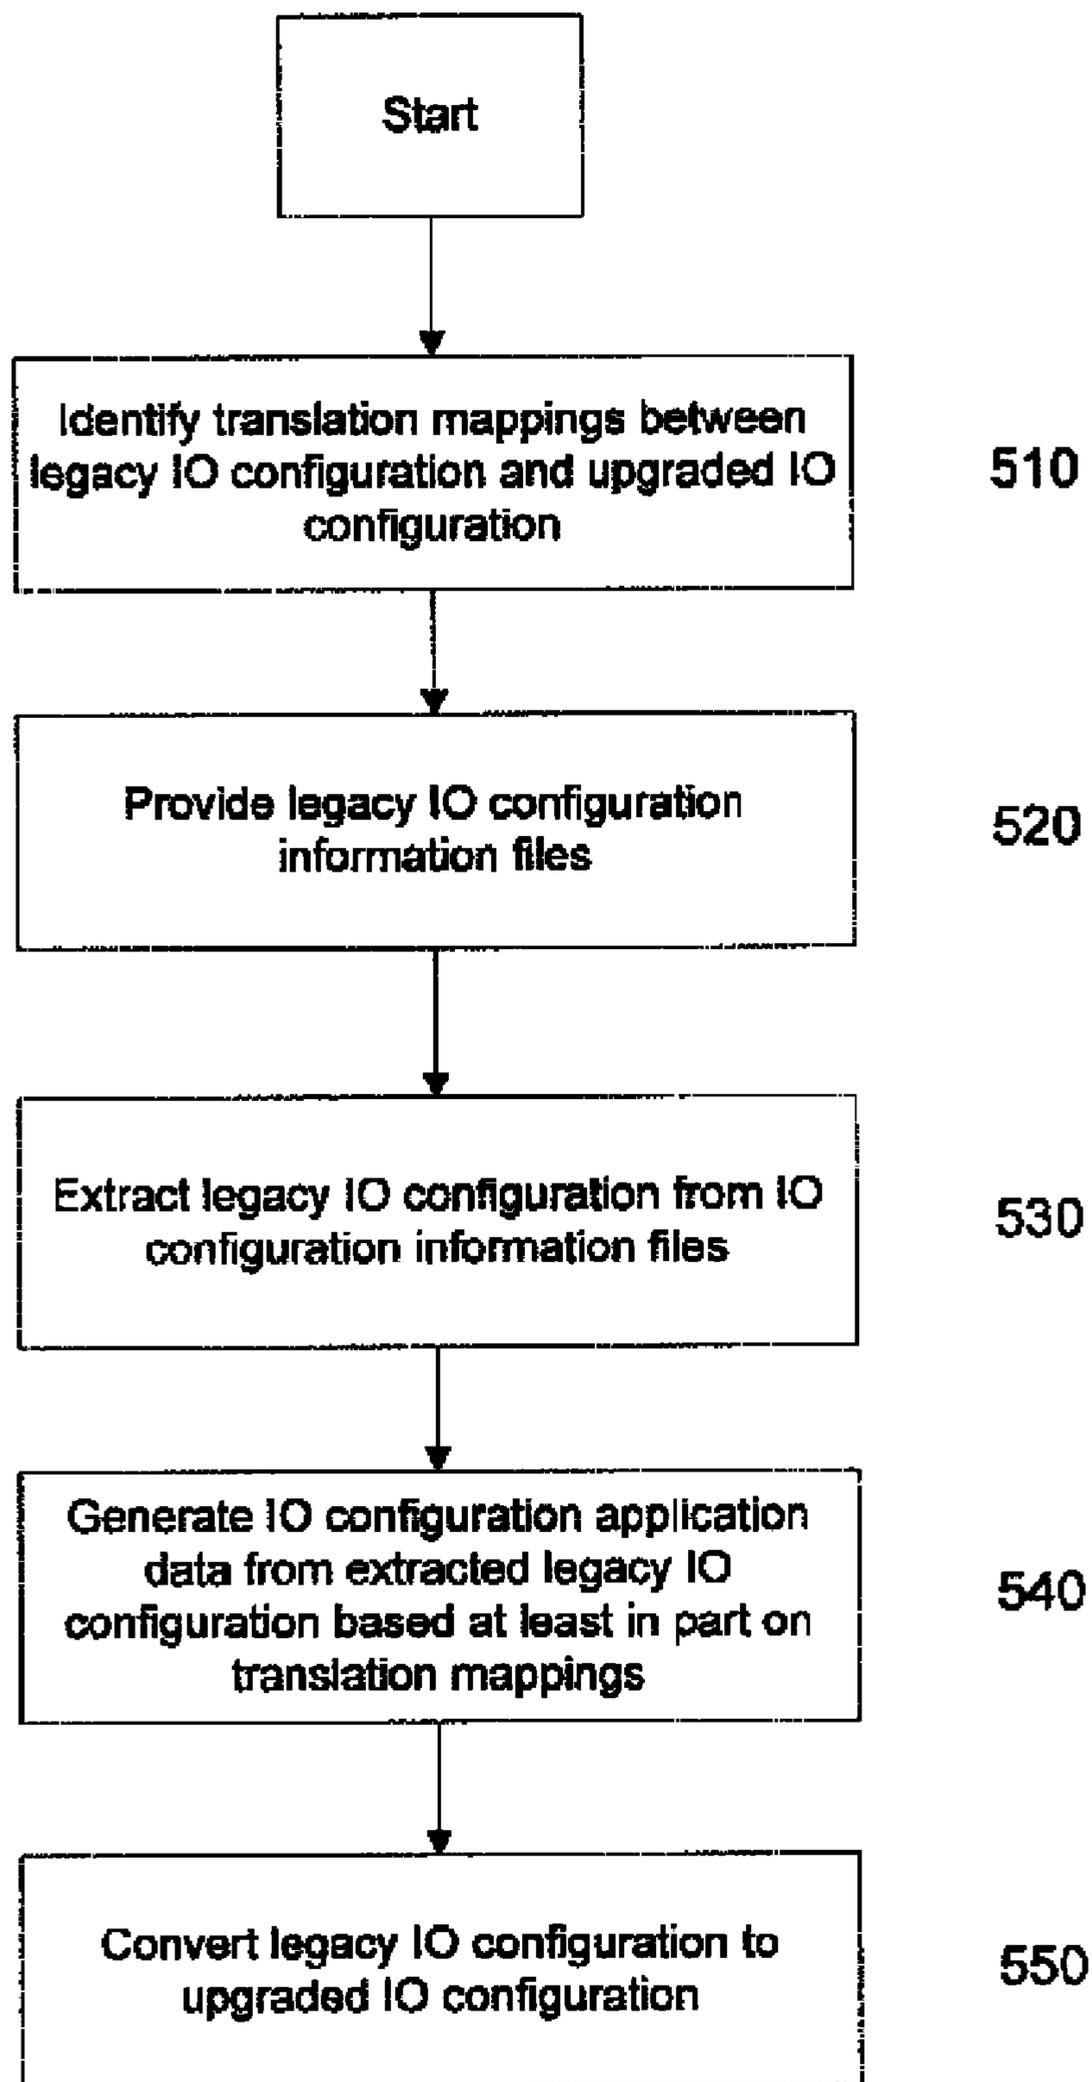 Start
Identify translation mappings between
legacy IO configuration and upgraded IO
configuration
510
Provide legacy IO configuration
information files
520
Extract legacy IO configuration from IO
configuration information files
530
Generate IO configuration application
data from extracted legacy IO
configuration based at least in part on
translation mappings
540
Convert legacy IO configuration to
upgraded IO configuration
550